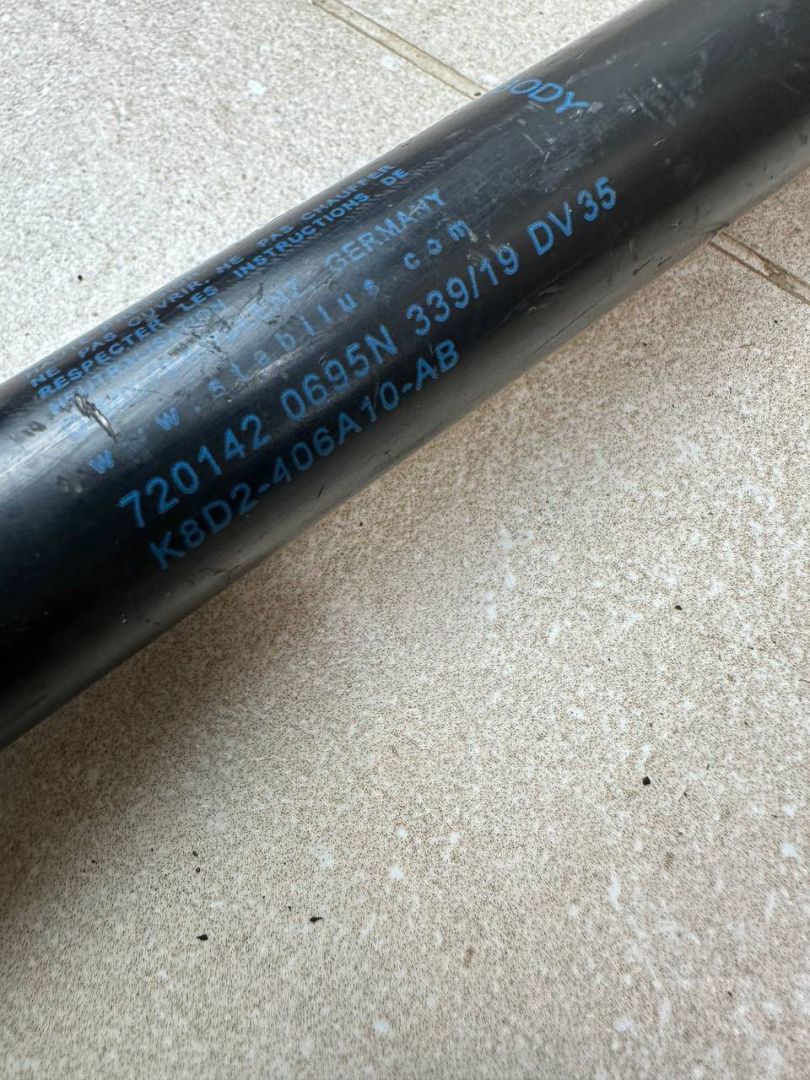 BODY
NE PAS OUVRIR. NE PAS CHAUFFER
RESPECTER LES INSTRUCTIONS DE
GERMANY
www.stabilus.com
720142 0695N 339/19 DV35
K8D2-406A10-AB